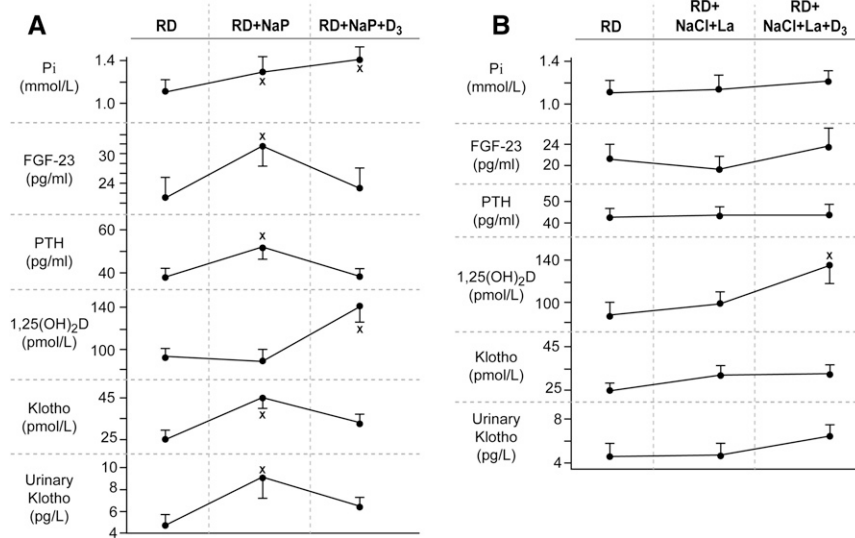 A
RD
RD+NaP
RD+NaP+D3
Pi
(mmol/L)
1.4
1.0
FGF-23
(pg/ml)
30
24
x
PTH
(pg/ml)
60
40
x
1,25(OH)2D
(pmol/L)
140
100
x
Klotho
(pmol/L)
45
25
x
Urinary
Klotho
(pg/L)
10
8
6
4
x
x
x
B
RD
RD+
NaCl+La
RD+
NaCl+La+D3
Pi
(mmol/L)
1.4
1.0
FGF-23
(pg/ml)
24
20
PTH
(pg/ml)
50
40
1,25(OH)2D
(pmol/L)
140
100
x
Klotho
(pmol/L)
45
25
Urinary
Klotho
(pg/L)
8
4